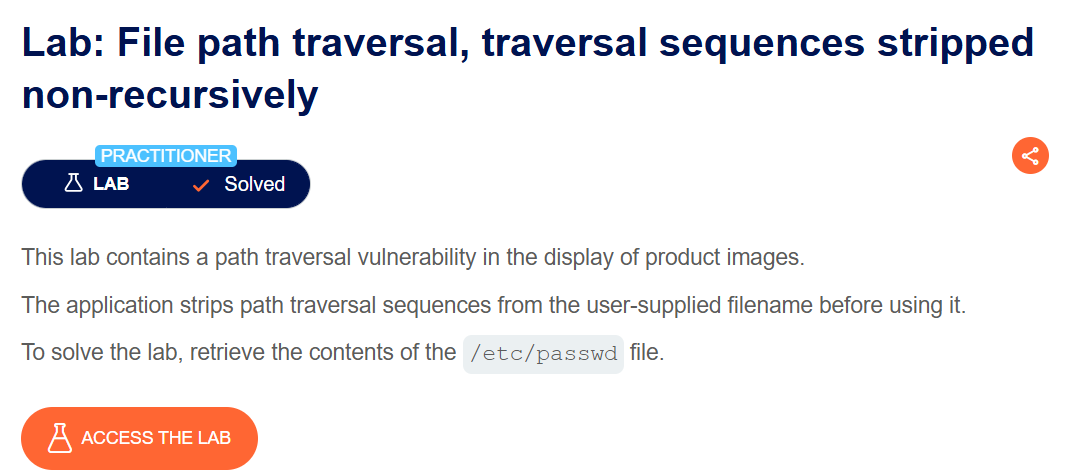 Lab: File path traversal, traversal sequences stripped
non-recursively
PRACTITIONER
LAB Solved
This lab contains a path traversal vulnerability in the display of product images.
The application strips path traversal sequences from the user-supplied filename before using it.
To solve the lab, retrieve the contents of the /etc/passwd file.
ACCESS THE LAB